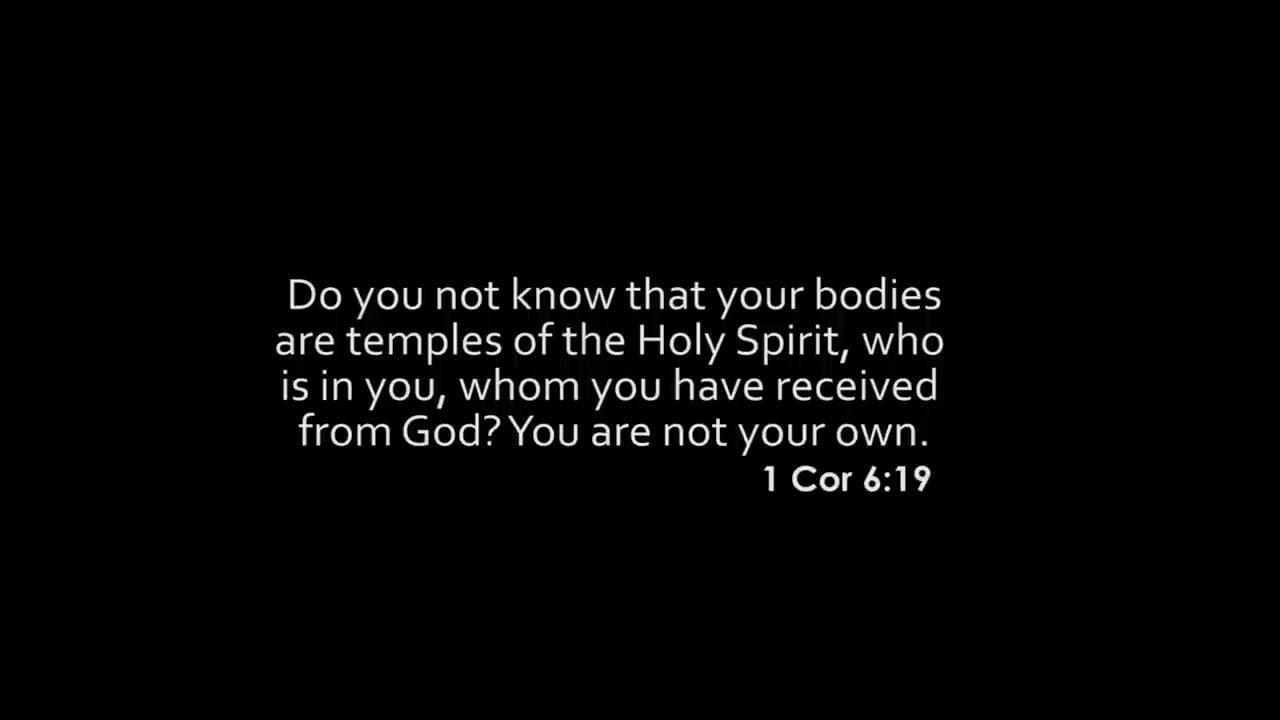 Do you not know that your bodies
are temples of the Holy Spirit, who
is in you, whom you have received
from God? You are not your own.
1 Cor 6:19